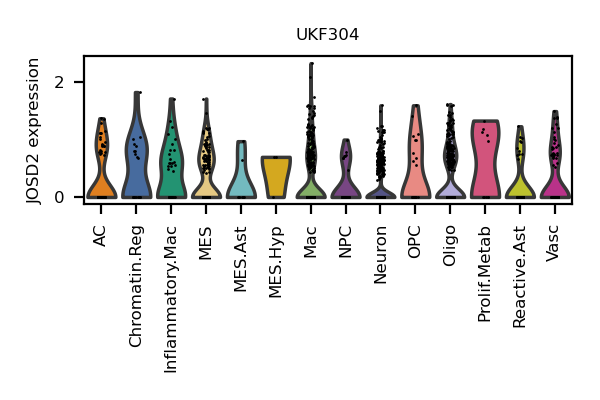 UKF304
JOSD2 expression
2
0
AC
Chromatin.Reg
Inflammatory.Mac
MES
MES.Ast
MES.Hyp
Mac
NPC
Neuron
OPC
Oligo
Prolif.Metab
Reactive.Ast
Vasc